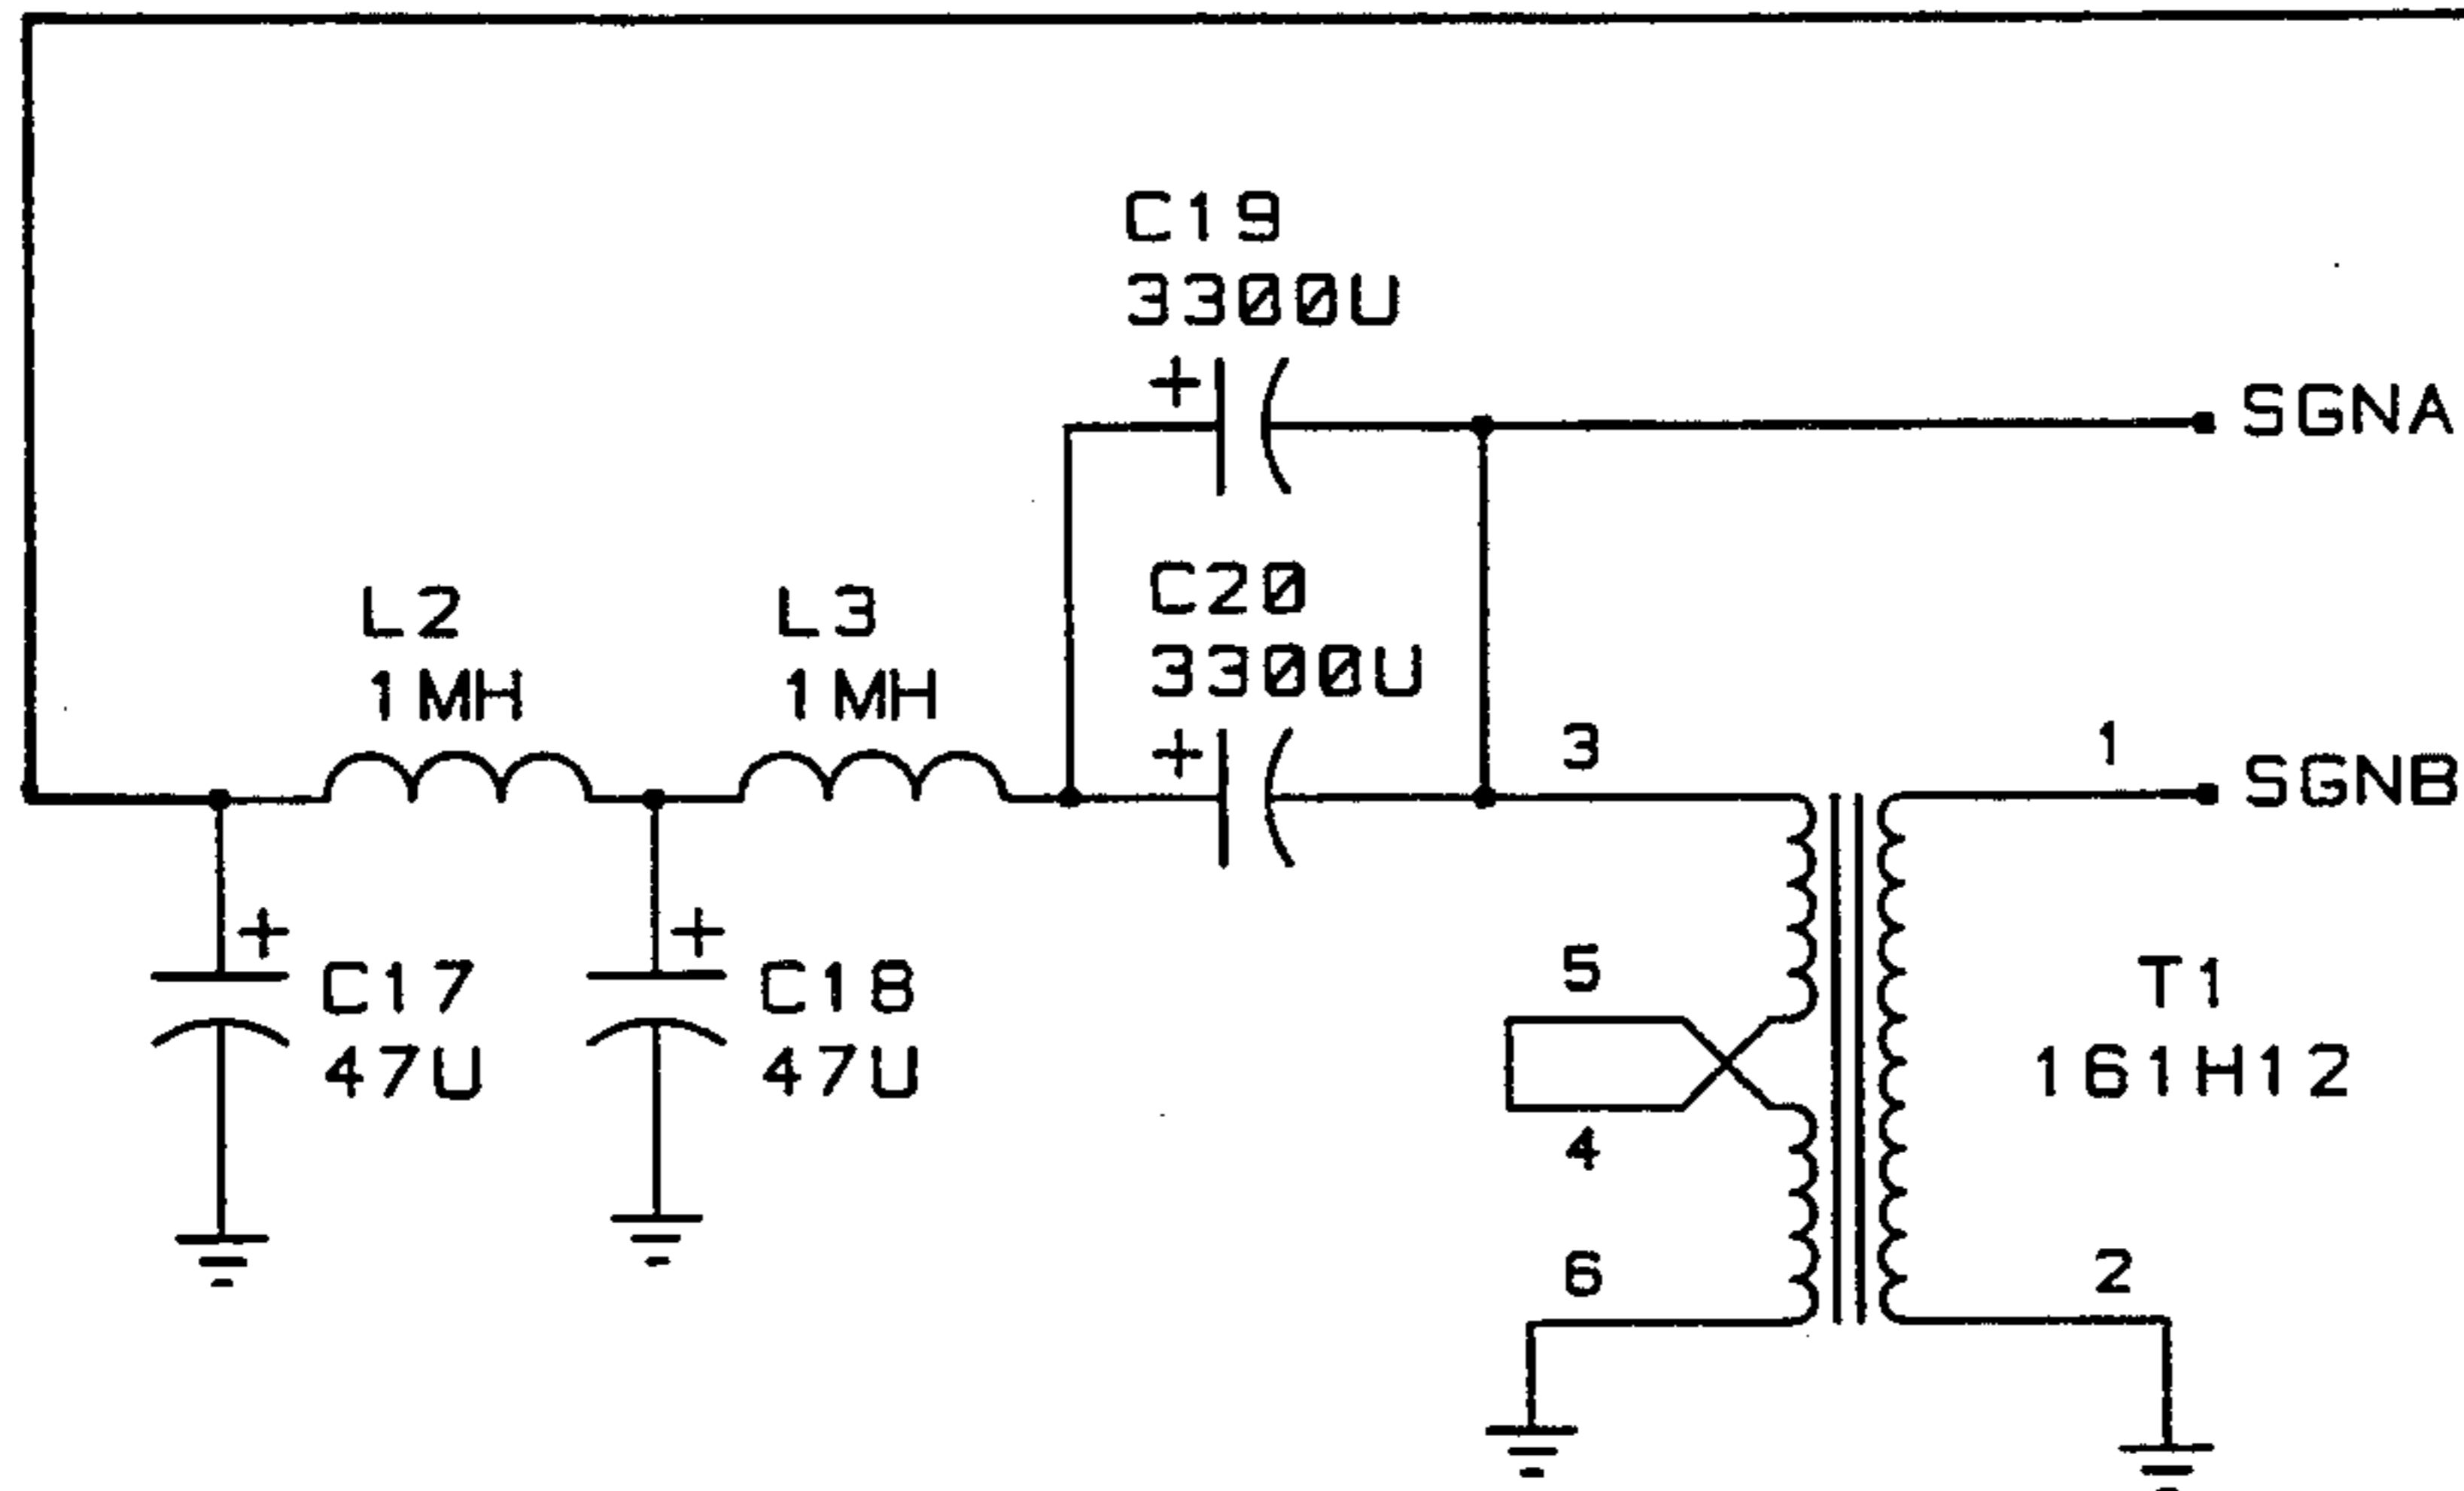 C19
3300U
+
SGNA
C20
3300U
+
L2
1MH
L3
1MH
3
1
SGNB
+
C17
47U
+
C18
47U
5
4
6
T1
161H12
2